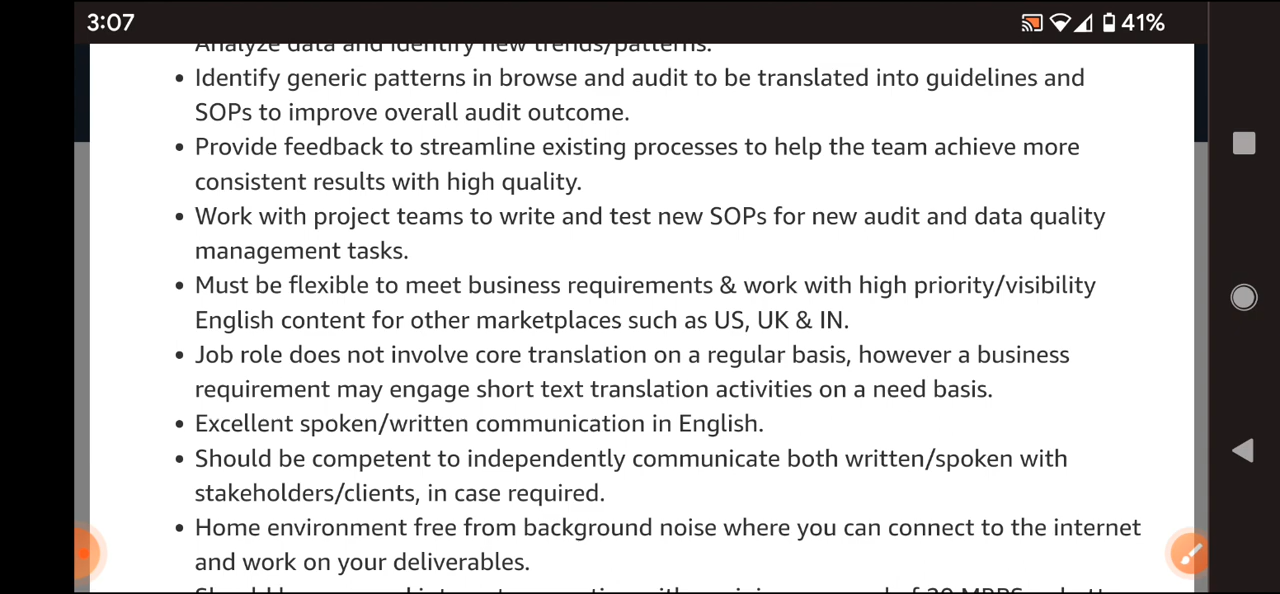 3:07
41%
Analyze data and identify new trends/patterns.
• Identify generic patterns in browse and audit to be translated into guidelines and
SOPs to improve overall audit outcome.
• Provide feedback to streamline existing processes to help the team achieve more
consistent results with high quality.
• Work with project teams to write and test new SOPs for new audit and data quality
management tasks.
• Must be flexible to meet business requirements & work with high priority/visibility
English content for other marketplaces such as US, UK & IN.
• Job role does not involve core translation on a regular basis, however a business
requirement may engage short text translation activities on a need basis.
• Excellent spoken/written communication in English.
• Should be competent to independently communicate both written/spoken with
stakeholders/clients, in case required.
• Home environment free from background noise where you can connect to the internet
and work on your deliverables.